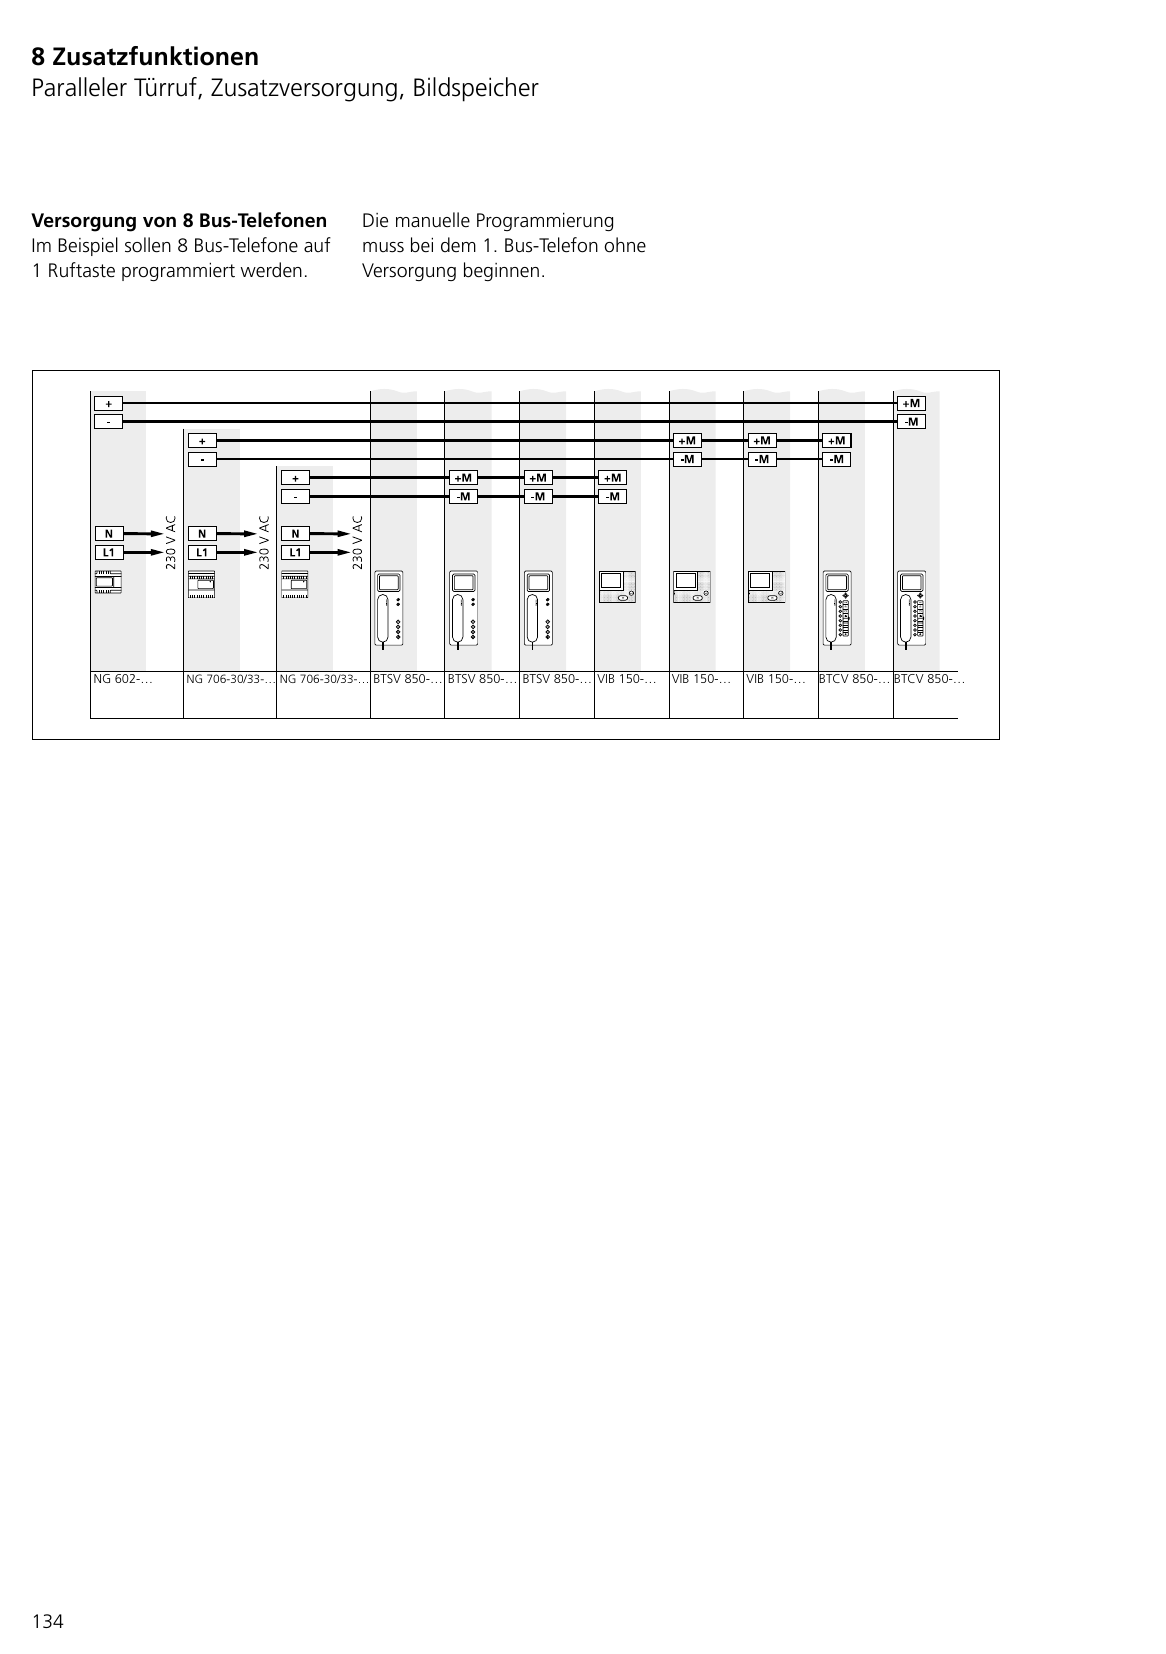 8 Zusatzfunktionen
Paralleler Türruf, Zusatzversorgung, Bildspeicher
Versorgung von 8 Bus-Telefonen
Im Beispiel sollen 8 Bus-Telefone auf
1 Ruftaste programmiert werden.
Die manuelle Programmierung
muss bei dem 1. Bus-Telefon ohne
Versorgung beginnen.
+ +M
- -M
+ +M +M +M
- -M -M -M
+ +M +M +M
- -M -M -M
N N N
L1 L1 L1
230 V AC
230 V AC
230 V AC
NG 602-… NG 706-30/33-… NG 706-30/33-… BTSV 850-… BTSV 850-… BTSV 850-… VIB 150-… VIB 150-… VIB 150-… BTCV 850-… BTCV 850-…
134